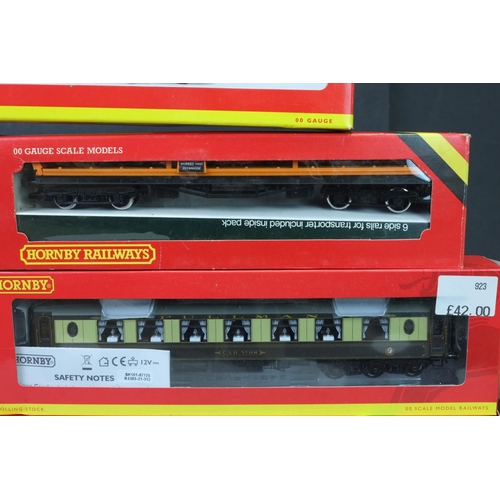 00 GAUGE
00 GAUGE SCALE MODELS
6 side rails for transporter included inside pack
HORNBY RAILWAYS
HORNBY
923
£42.00
HORNBY
CE
12V
SAFETY NOTES
00 SCALE MODEL RAILWAYS